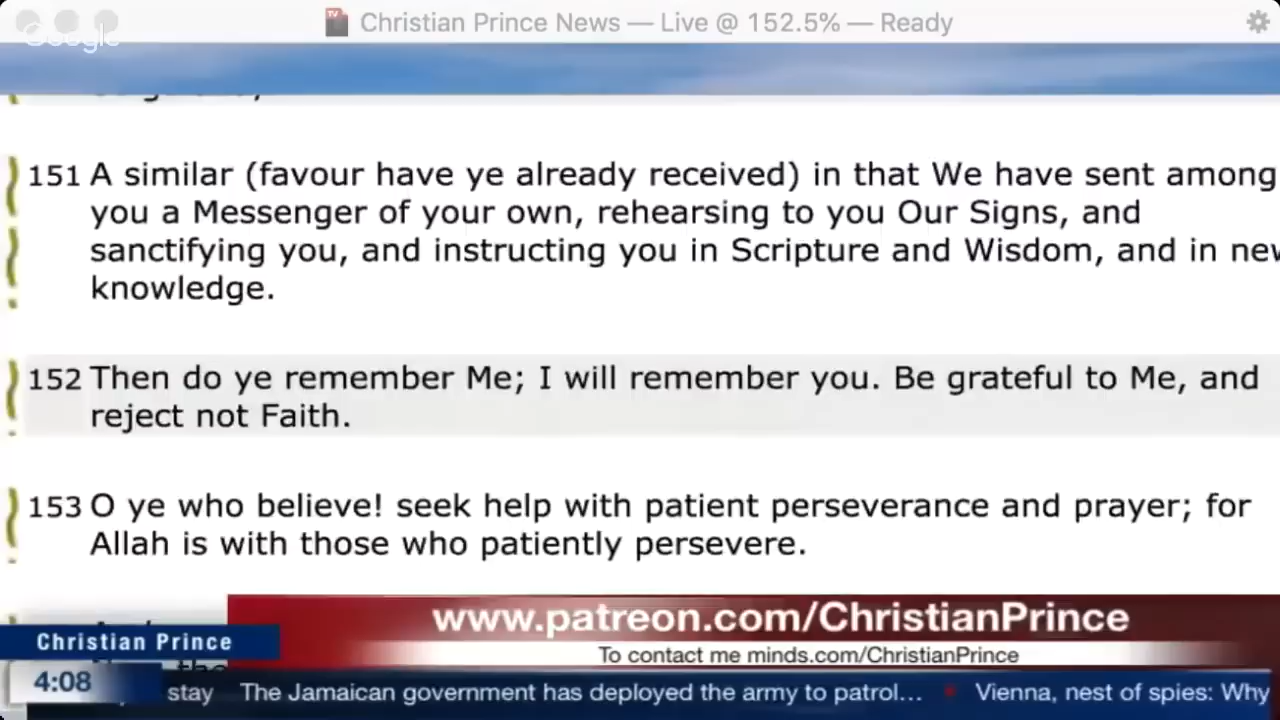 Christian Prince News — Live @ 152.5% — Ready
Google
151 A similar (favour have ye already received) in that We have sent among
you a Messenger of your own, rehearsing to you Our Signs, and
sanctifying you, and instructing you in Scripture and Wisdom, and in new
knowledge.
152 Then do ye remember Me; I will remember you. Be grateful to Me, and
reject not Faith.
153 O ye who believe! seek help with patient perseverance and prayer; for
Allah is with those who patiently persevere.
www.patreon.com/ChristianPrince
Christian Prince
To contact me minds.com/ChristianPrince
4:08
stay The Jamaican government has deployed the army to patrol... Vienna, nest of spies: Why